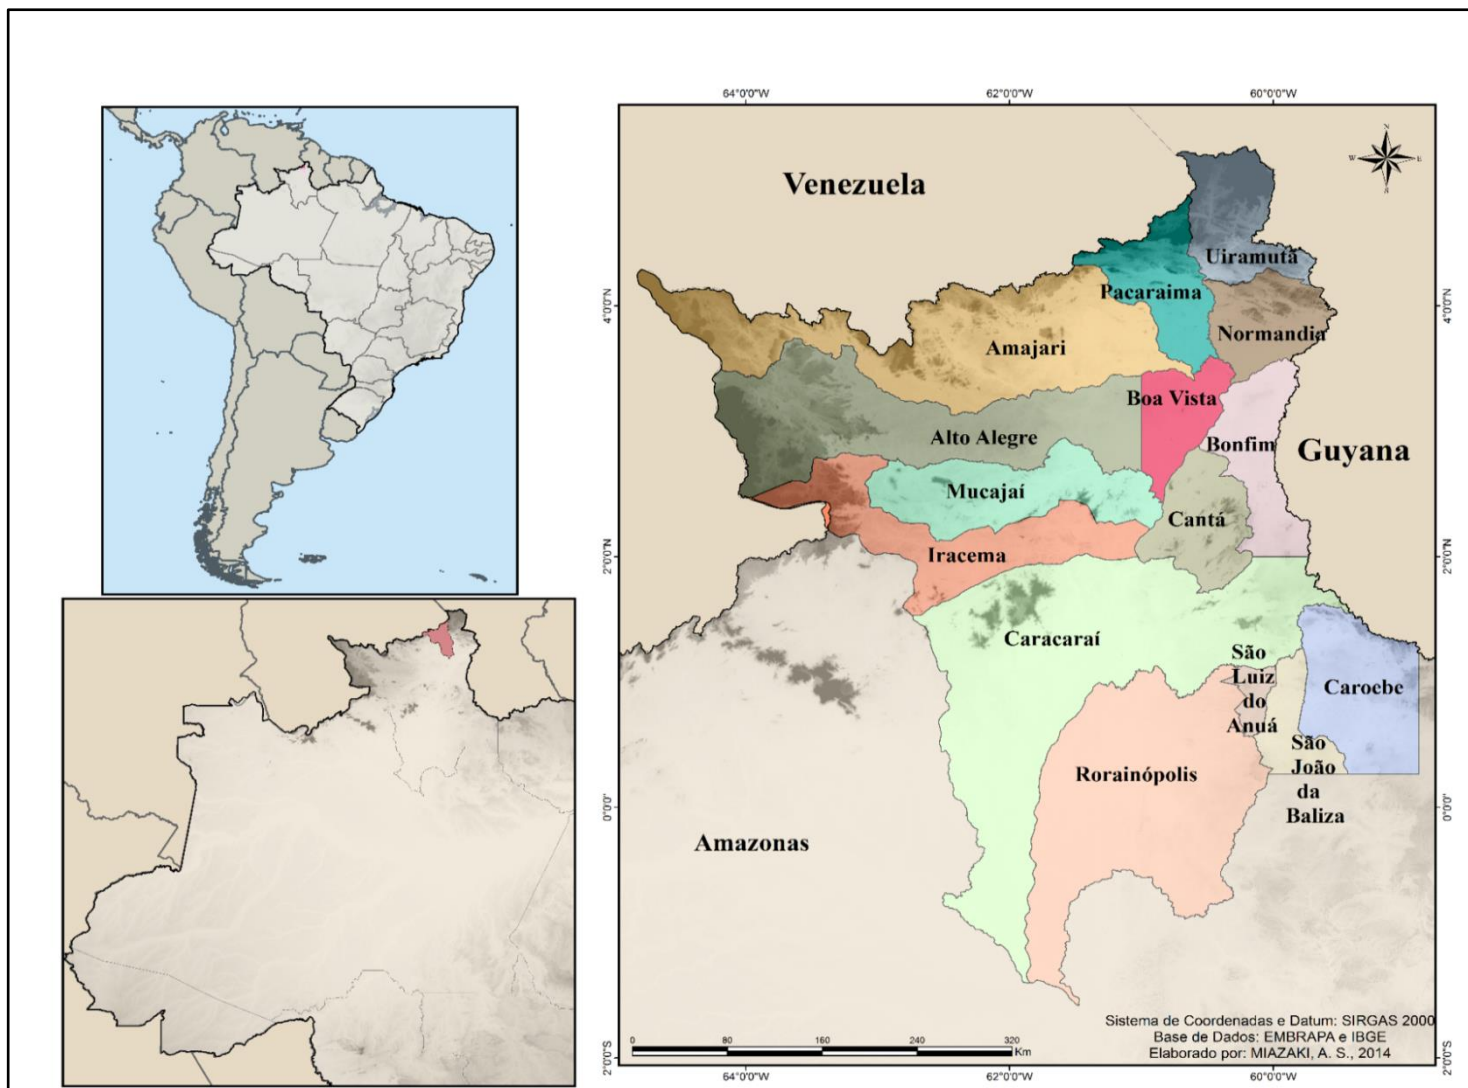 64°0'0"W
62°0'0"W
60°0'0"W
N
W
E
S
Venezuela
Uiramutã
Pacaraima
4°0'0"N
4°0'0"N
Normandia
Amajari
Boa Vista
Alto Alegre
Bonfim
Guyana
Mucajaí
Cantá
Iracema
2°0'0"N
2°0'0"N
Caracaraí
São
Luiz
do
Anuá
Caroebe
São
João
da
Baliza
Rorainópolis
0°0'0"
0°0'0"
Amazonas
Sistema de Coordenadas e Datum: SIRGAS 2000
Base de Dados: EMBRAPA e IBGE
Elaborado por: MIAZAKI, A. S., 2014
0 80 160 240 320
Km
2°0'0"S
2°0'0"S
64°0'0"W
62°0'0"W
60°0'0"W